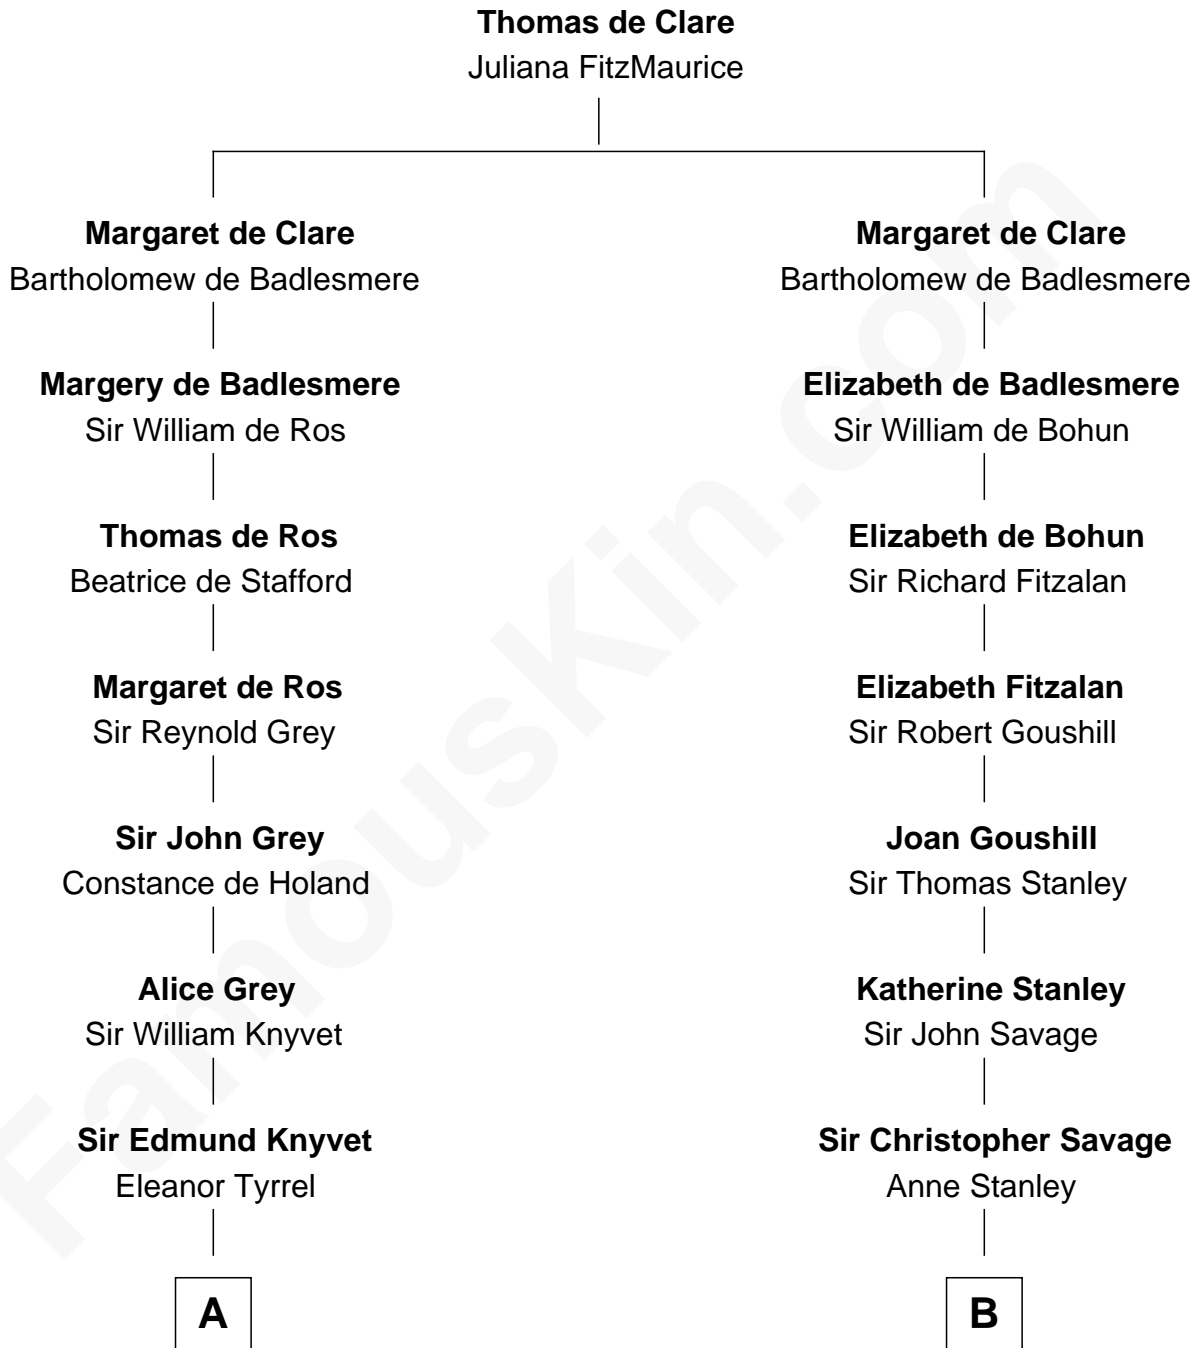 Thomas de Clare
Juliana FitzMaurice
Margaret de Clare
Bartholomew de Badlesmere
Margaret de Clare
Bartholomew de Badlesmere
Margery de Badlesmere
Sir William de Ros
Elizabeth de Badlesmere
Sir William de Bohun
Thomas de Ros
Beatrice de Stafford
Elizabeth de Bohun
Sir Richard Fitzalan
Margaret de Ros
Sir Reynold Grey
Elizabeth Fitzalan
Sir Robert Goushill
Sir John Grey
Constance de Holand
Joan Goushill
Sir Thomas Stanley
Alice Grey
Sir William Knyvet
Katherine Stanley
Sir John Savage
Sir Edmund Knyvet
Eleanor Tyrrel
Sir Christopher Savage
Anne Stanley
A
B
FamousKin.com